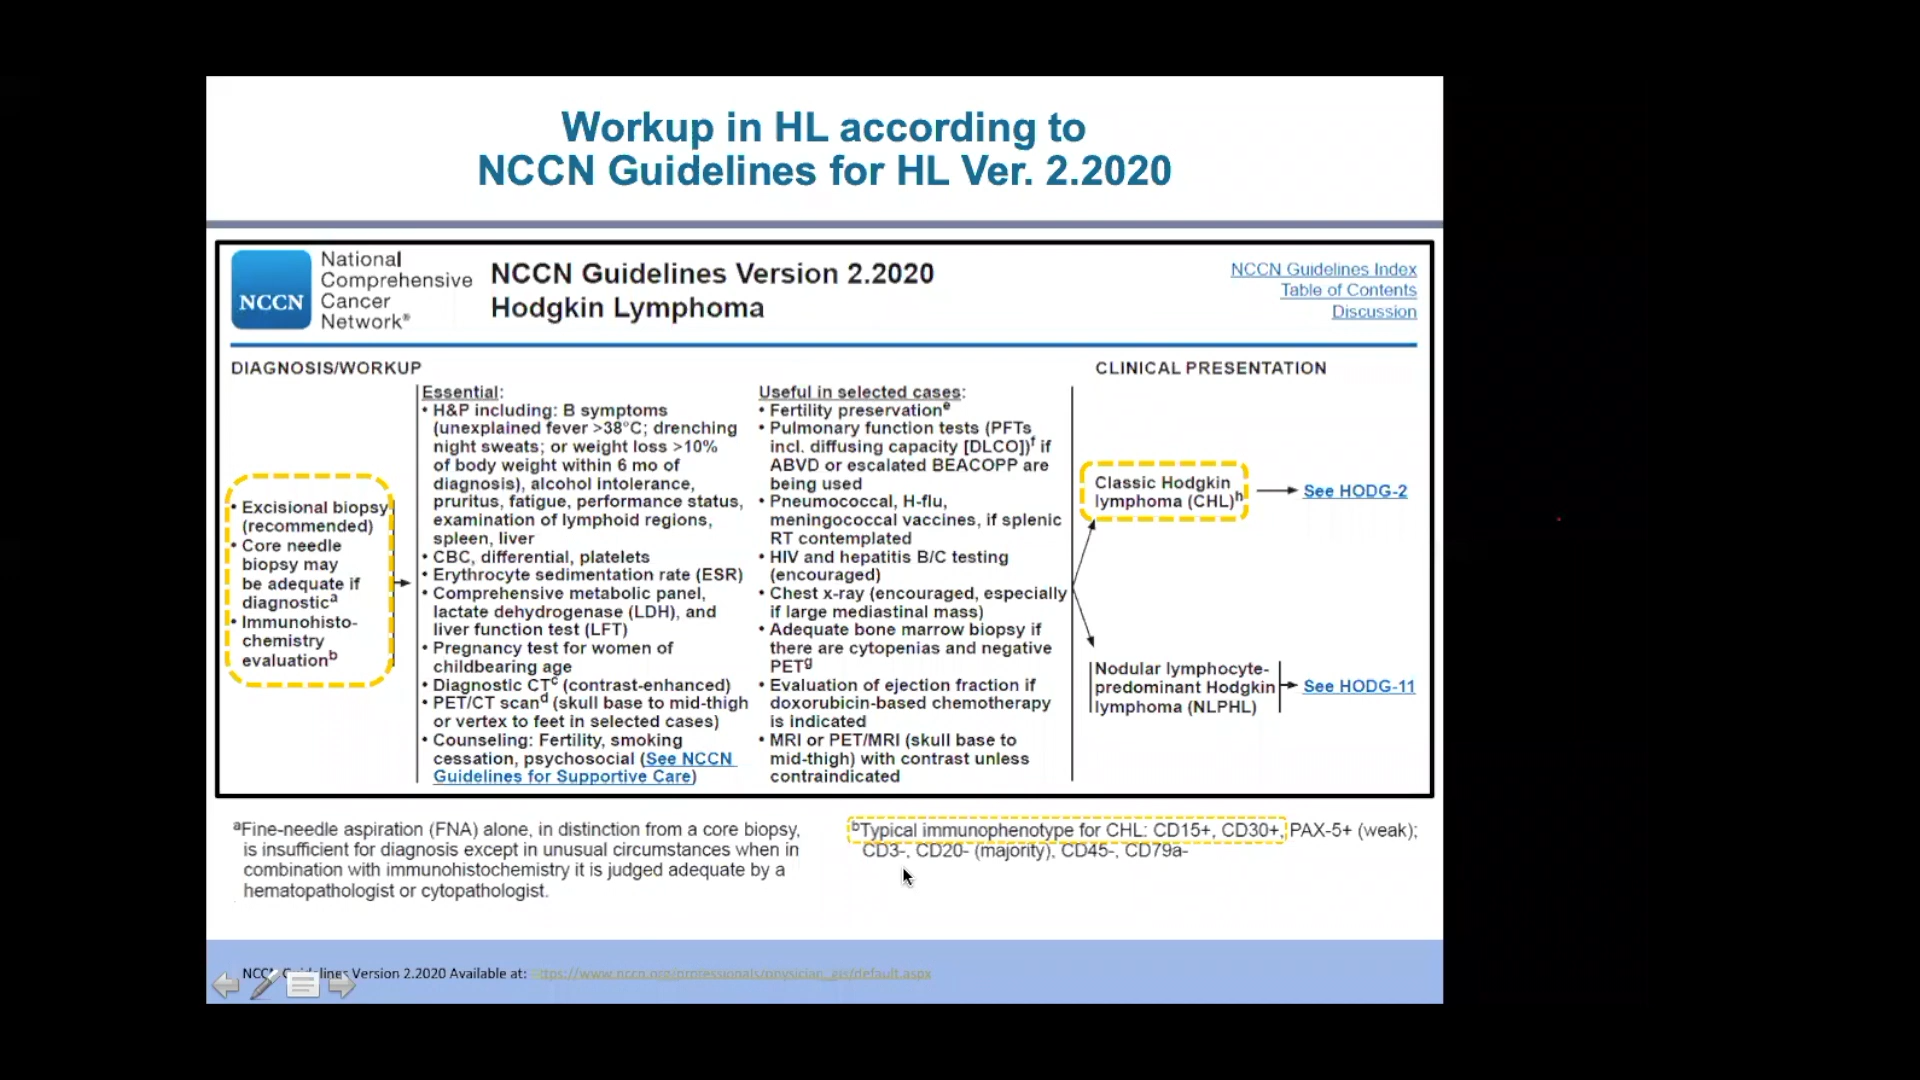 Workup in HL according to
NCCN Guidelines for HL Ver. 2.2020
NCCN
National
Comprehensive
Cancer
Network®
NCCN Guidelines Version 2.2020
Hodgkin Lymphoma
NCCN Guidelines Index
Table of Contents
Discussion
DIAGNOSIS/WORKUP
• Excisional biopsy
(recommended)
• Core needle
biopsy may
be adequate if
diagnosticᵃ
• Immunohisto-
chemistry
evaluationᵇ
Essential:
• H&P including: B symptoms
(unexplained fever >38°C; drenching
night sweats; or weight loss >10%
of body weight within 6 mo of
diagnosis), alcohol intolerance,
pruritus, fatigue, performance status,
examination of lymphoid regions,
spleen, liver
• CBC, differential, platelets
• Erythrocyte sedimentation rate (ESR)
• Comprehensive metabolic panel,
lactate dehydrogenase (LDH), and
liver function test (LFT)
• Pregnancy test for women of
childbearing age
• Diagnostic CTᶜ (contrast-enhanced)
• PET/CT scanᵈ (skull base to mid-thigh
or vertex to feet in selected cases)
• Counseling: Fertility, smoking
cessation, psychosocial (See NCCN
Guidelines for Supportive Care)
Useful in selected cases:
• Fertility preservationᵉ
• Pulmonary function tests (PFTs
incl. diffusing capacity [DLCO])ᶠ if
ABVD or escalated BEACOPP are
being used
• Pneumococcal, H-flu,
meningococcal vaccines, if splenic
RT contemplated
• HIV and hepatitis B/C testing
(encouraged)
• Chest x-ray (encouraged, especially
if large mediastinal mass)
• Adequate bone marrow biopsy if
there are cytopenias and negative
PETᵍ
• Evaluation of ejection fraction if
doxorubicin-based chemotherapy
is indicated
• MRI or PET/MRI (skull base to
mid-thigh) with contrast unless
contraindicated
CLINICAL PRESENTATION
Classic Hodgkin
lymphoma (CHL)ʰ
See HODG-2
Nodular lymphocyte-
predominant Hodgkin
lymphoma (NLPHL)
See HODG-11
ᵃFine-needle aspiration (FNA) alone, in distinction from a core biopsy,
is insufficient for diagnosis except in unusual circumstances when in
combination with immunohistochemistry it is judged adequate by a
hematopathologist or cytopathologist.
ᵇTypical immunophenotype for CHL: CD15+, CD30+, PAX-5+ (weak);
CD3-, CD20- (majority), CD45-, CD79a-
NCCN Guidelines Version 2.2020 Available at: https://www.nccn.org/professionals/physician_gls/default.aspx